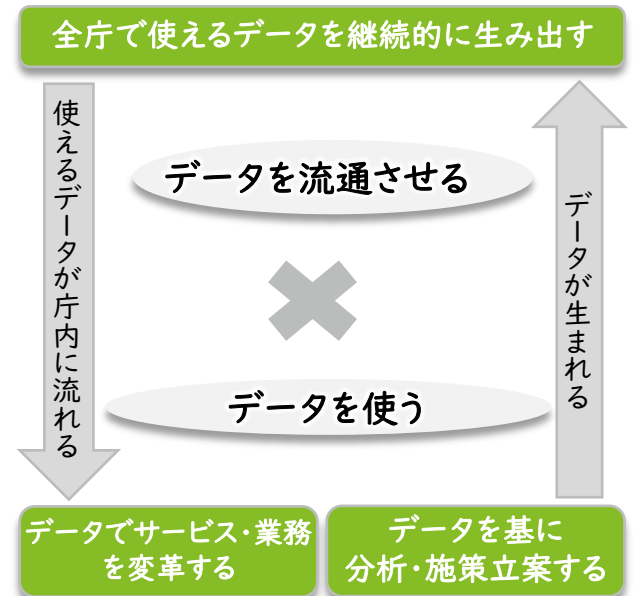 全庁で使えるデータを継続的に生み出す
使えるデータが庁内に流れる
データを流通させる
データが生まれる
データを使う
データでサービス・業務
を変革する
データを基に
分析・施策立案する